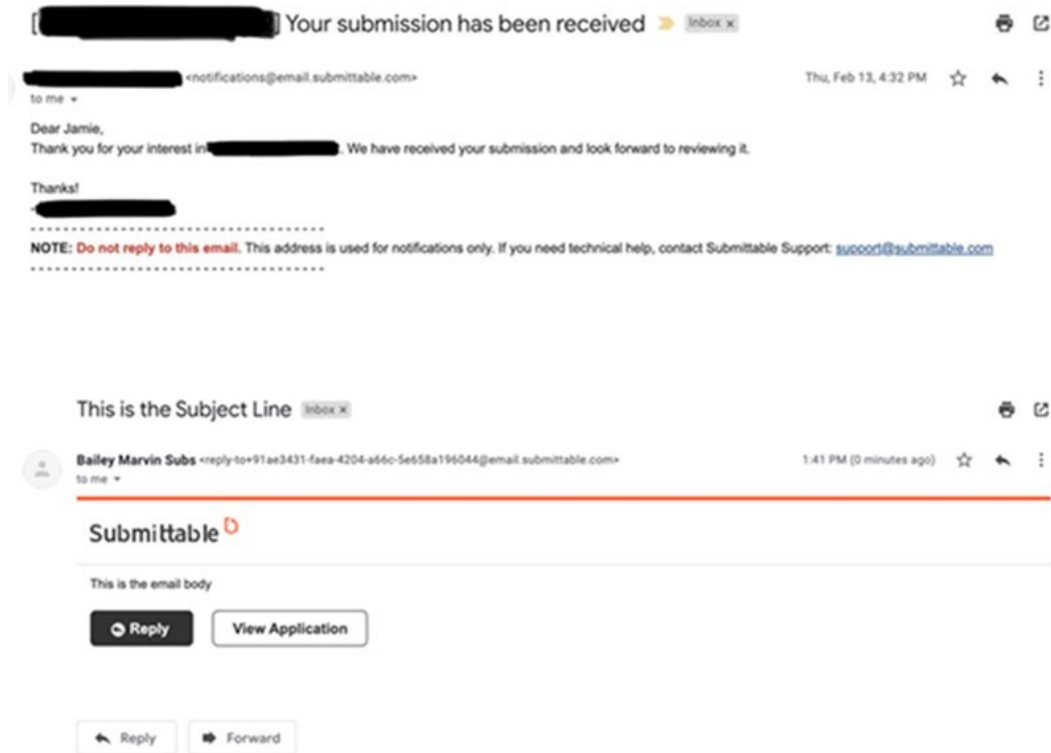 [ ] Your submission has been received Inbox x
<notifications@email.submittable.com> Thu, Feb 13, 4:32 PM
to me
Dear Jamie,
Thank you for your interest in . We have received your submission and look forward to reviewing it.
Thanks!
-
NOTE: Do not reply to this email. This address is used for notifications only. If you need technical help, contact Submittable Support: support@submittable.com
This is the Subject Line Inbox x
Bailey Marvin Subs <reply-to+91ae3431-faea-4204-a66c-5e658a196044@email.submittable.com> 1:41 PM (0 minutes ago)
to me
Submittable
This is the email body
Reply View Application
Reply Forward